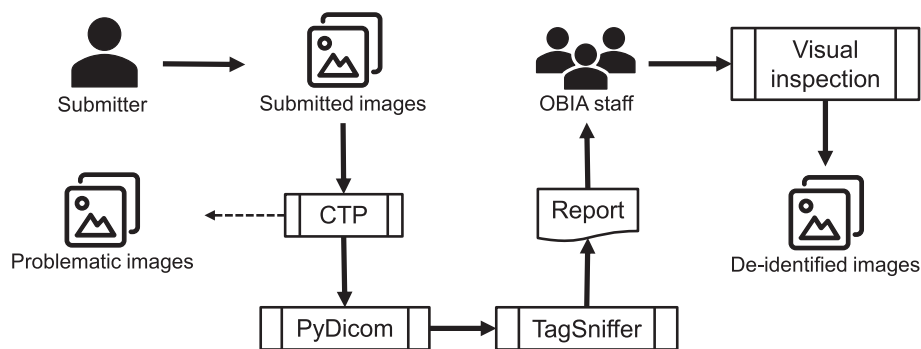 Submitter
Submitted images
OBIA staff
Visual
inspection
Problematic images
CTP
Report
De-identified images
PyDicom
TagSniffer